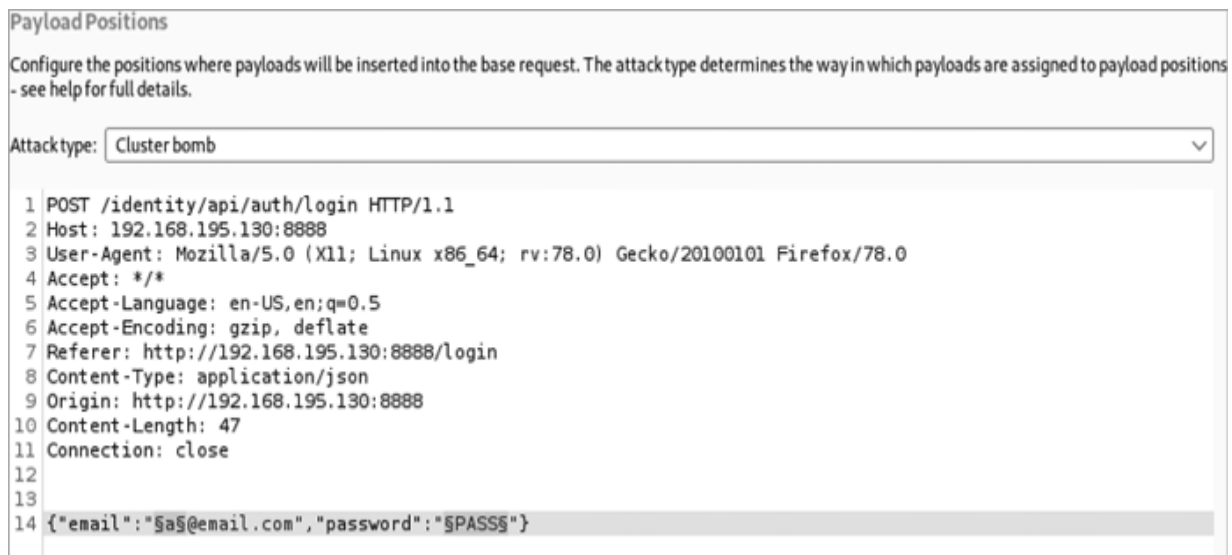 Payload Positions
Configure the positions where payloads will be inserted into the base request. The attack type determines the way in which payloads are assigned to payload positions
- see help for full details.
Attack type: Cluster bomb
1 POST /identity/api/auth/login HTTP/1.1
2 Host: 192.168.195.130:8888
3 User-Agent: Mozilla/5.0 (X11; Linux x86_64; rv:78.0) Gecko/20100101 Firefox/78.0
4 Accept: */*
5 Accept-Language: en-US,en;q=0.5
6 Accept-Encoding: gzip, deflate
7 Referer: http://192.168.195.130:8888/login
8 Content-Type: application/json
9 Origin: http://192.168.195.130:8888
10 Content-Length: 47
11 Connection: close
12
13
14 {"email":"§a§@email.com","password":"§PASS§"}